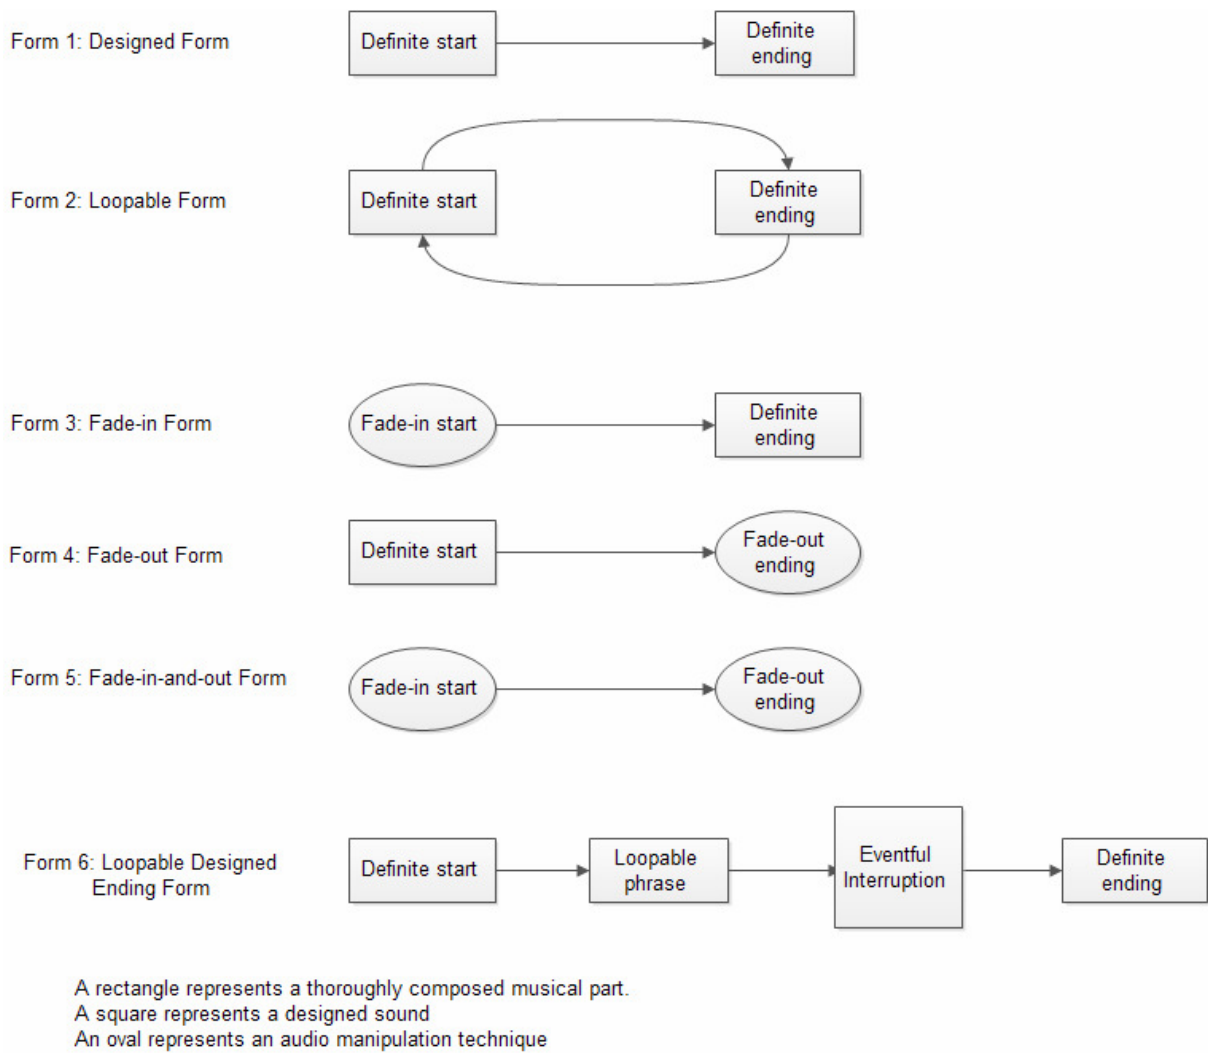 Form 1: Designed Form
Definite start
Definite
ending
Form 2: Loopable Form
Definite start
Definite
ending
Form 3: Fade-in Form
Fade-in start
Definite
ending
Form 4: Fade-out Form
Definite start
Fade-out
ending
Form 5: Fade-in-and-out Form
Fade-in start
Fade-out
ending
Form 6: Loopable Designed
Ending Form
Definite start
Loopable
phrase
Eventful
Interruption
Definite
ending
A rectangle represents a thoroughly composed musical part.
A square represents a designed sound
An oval represents an audio manipulation technique